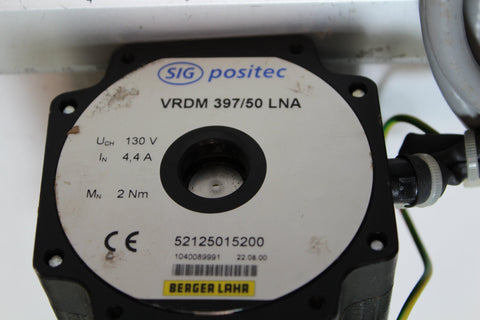 SIG positec
VRDM 397/50 LNA
UCH 130 V
IN 4,4 A
MN 2 Nm
CE
52125015200
1040089991 22.08.00
BERGER LAHR